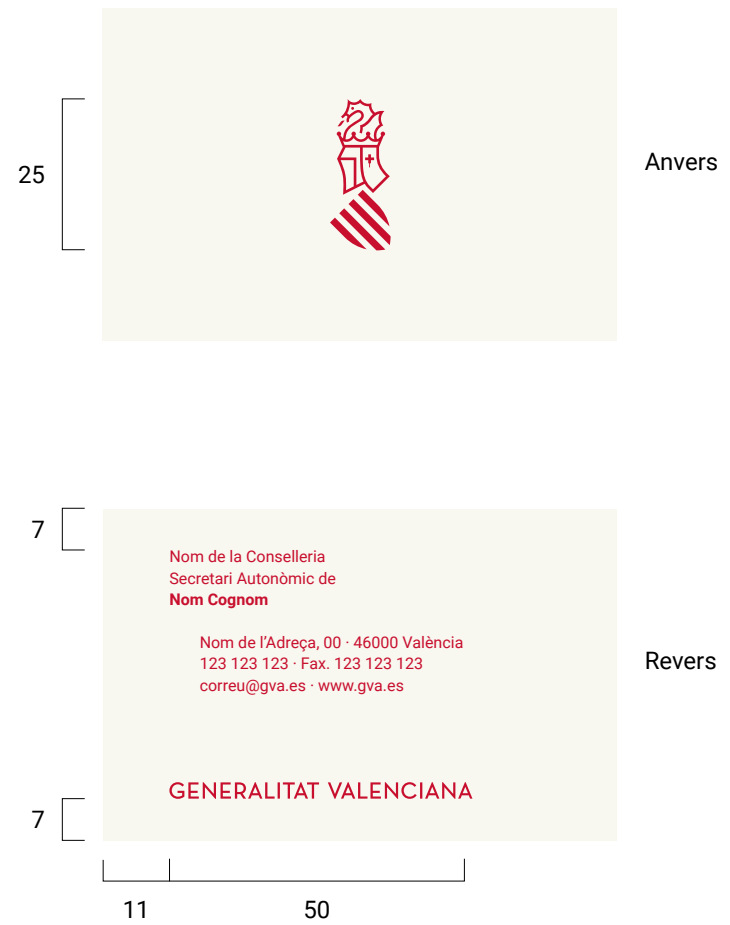 25
Anvers
7
Nom de la Conselleria
Secretari Autonòmic de
Nom Cognom
Nom de l'Adreça, 00 · 46000 València
123 123 123 · Fax. 123 123 123
correu@gva.es · www.gva.es
Revers
GENERALITAT VALENCIANA
7
11
50